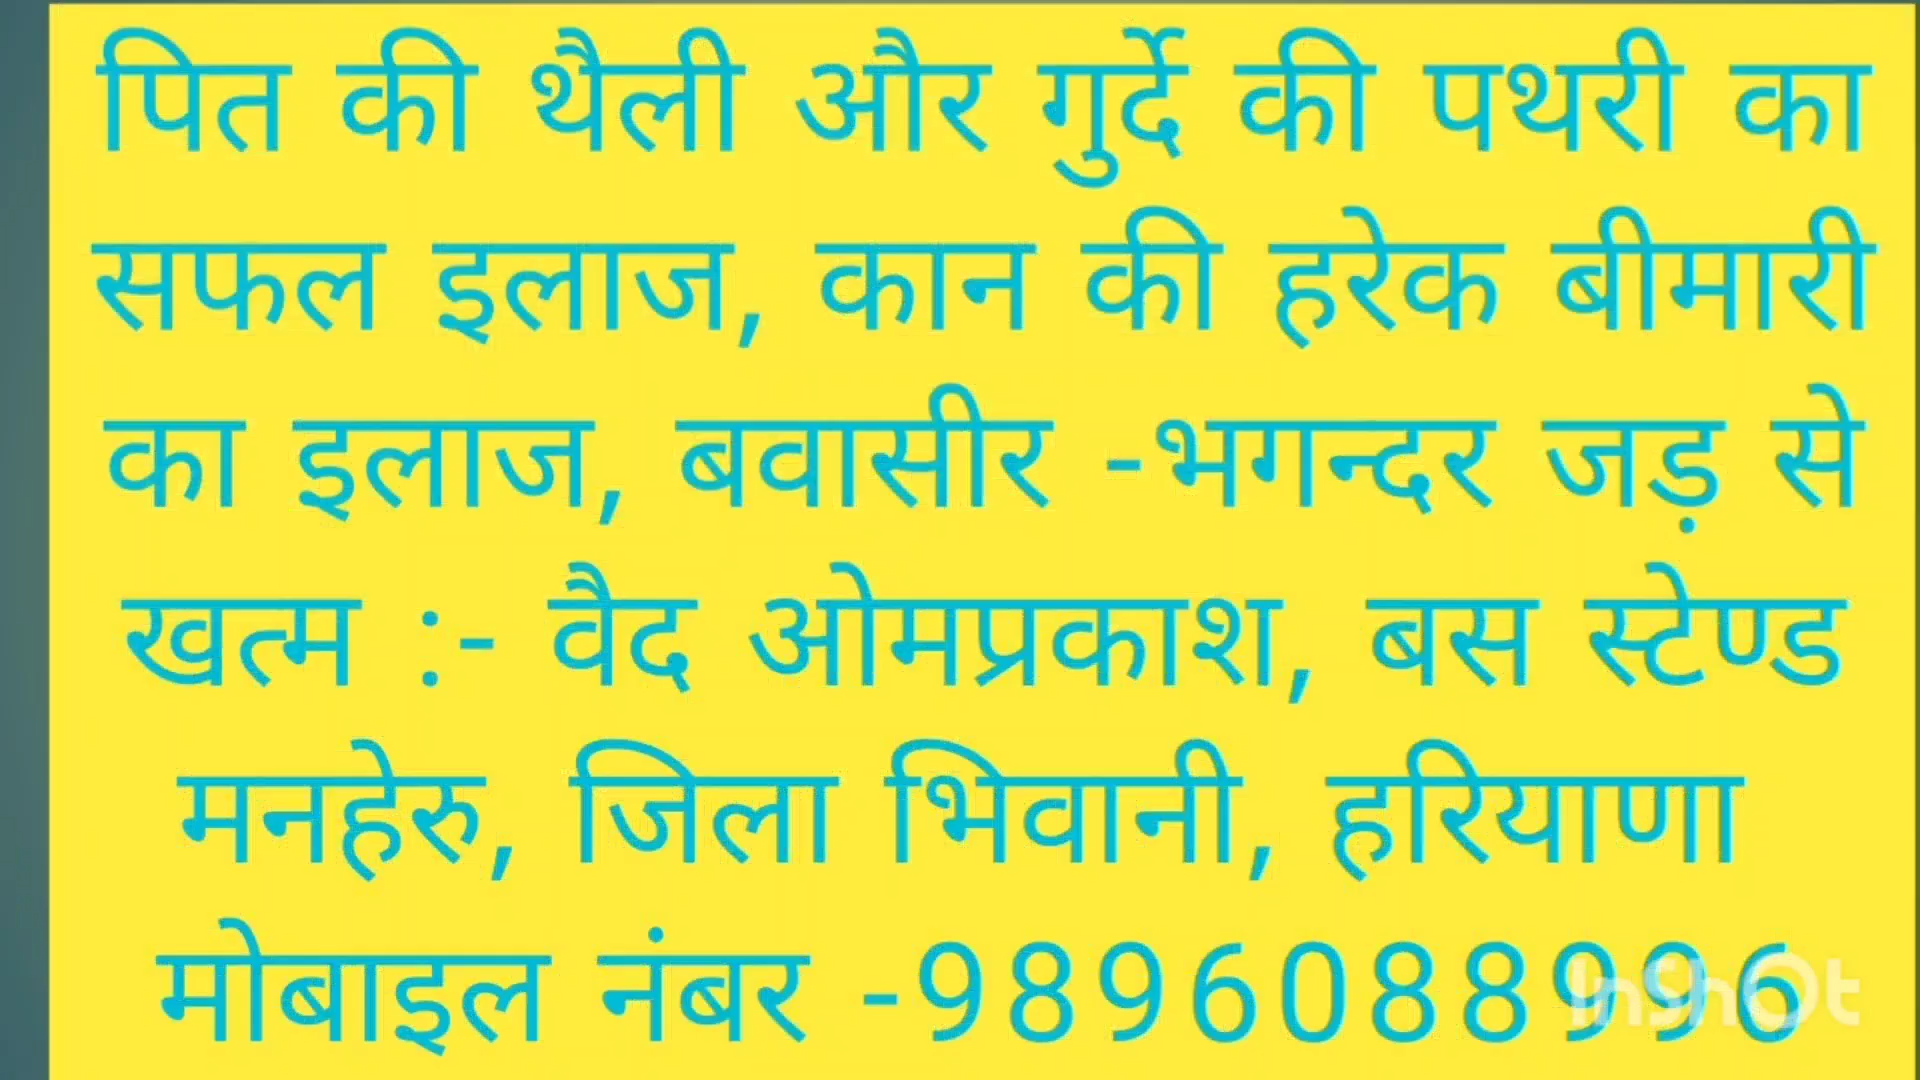 पित की थैली और गुर्दे की पथरी का
सफल इलाज, कान की हरेक बीमारी
का इलाज, बवासीर -भगन्दर जड़ से
खत्म :- वैद ओमप्रकाश, बस स्टेण्ड
मनहेरु, जिला भिवानी, हरियाणा
मोबाइल नंबर -9896088996
InShOt